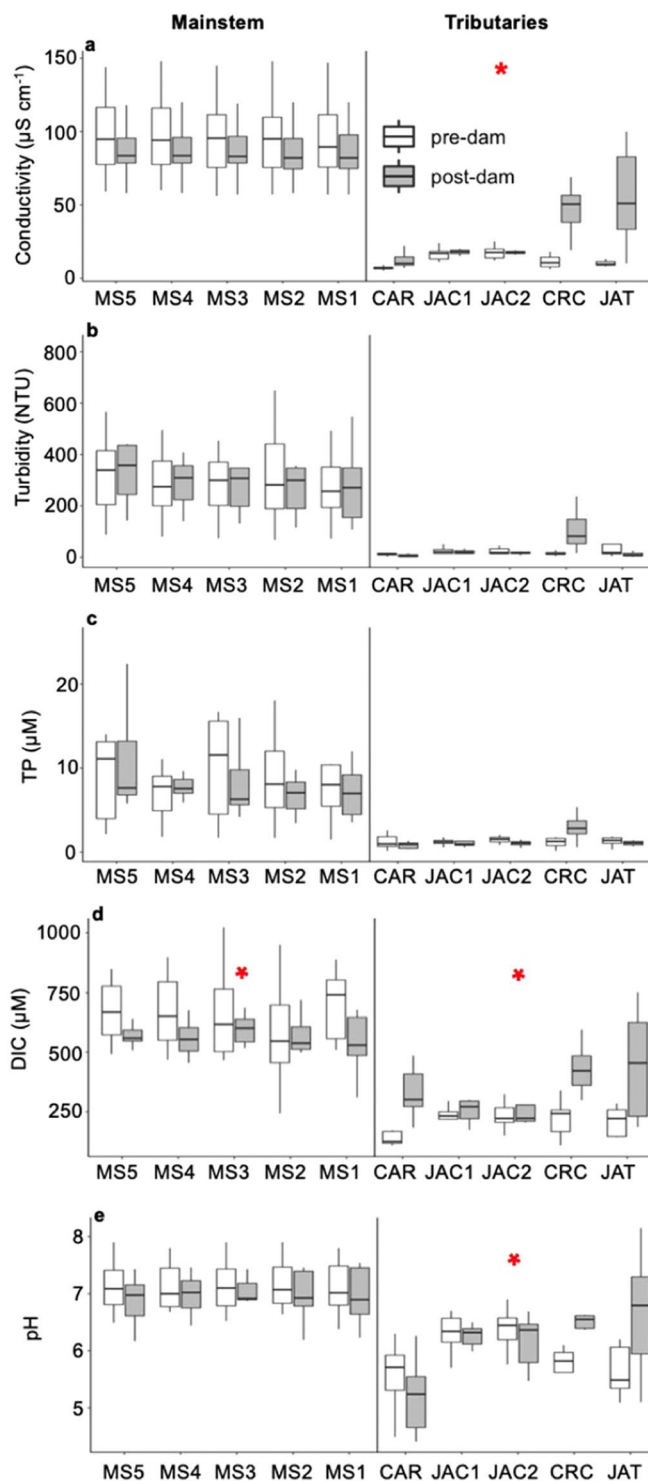 Mainstem Tributaries
a
Conductivity (µS cm⁻¹)
150
100
50
0
*
pre-dam
post-dam
MS5 MS4 MS3 MS2 MS1 CAR JAC1 JAC2 CRC JAT
b
Turbidity (NTU)
800
600
400
200
0
MS5 MS4 MS3 MS2 MS1 CAR JAC1 JAC2 CRC JAT
c
TP (µM)
20
10
0
MS5 MS4 MS3 MS2 MS1 CAR JAC1 JAC2 CRC JAT
d
DIC (µM)
1000
750
500
250
* *
MS5 MS4 MS3 MS2 MS1 CAR JAC1 JAC2 CRC JAT
e
pH
8
7
6
5
*
MS5 MS4 MS3 MS2 MS1 CAR JAC1 JAC2 CRC JAT